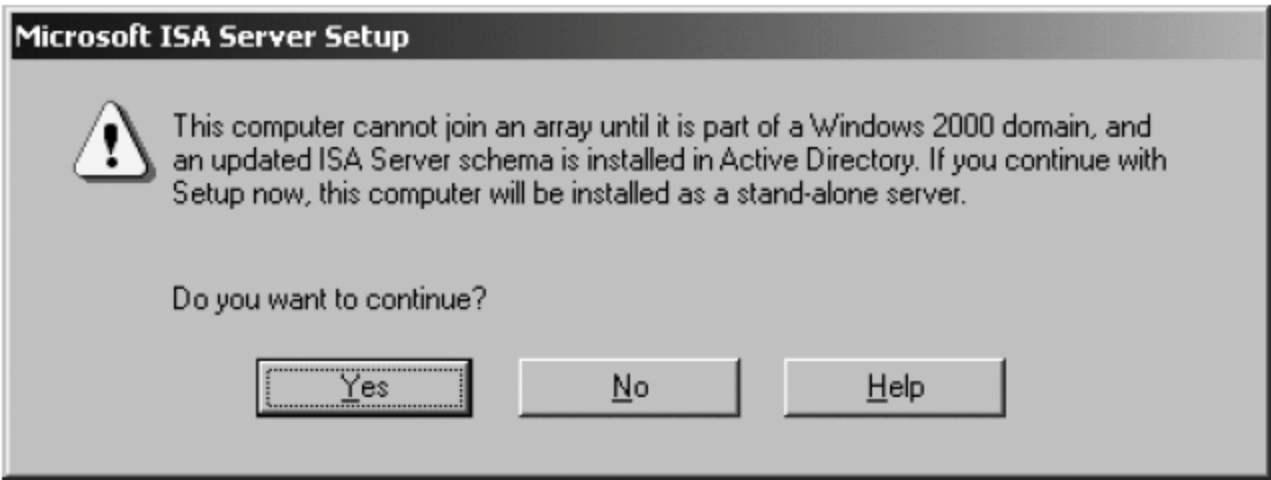 Microsoft ISA Server Setup
This computer cannot join an array until it is part of a Windows 2000 domain, and
an updated ISA Server schema is installed in Active Directory. If you continue with
Setup now, this computer will be installed as a stand-alone server.
Do you want to continue?
Yes No Help